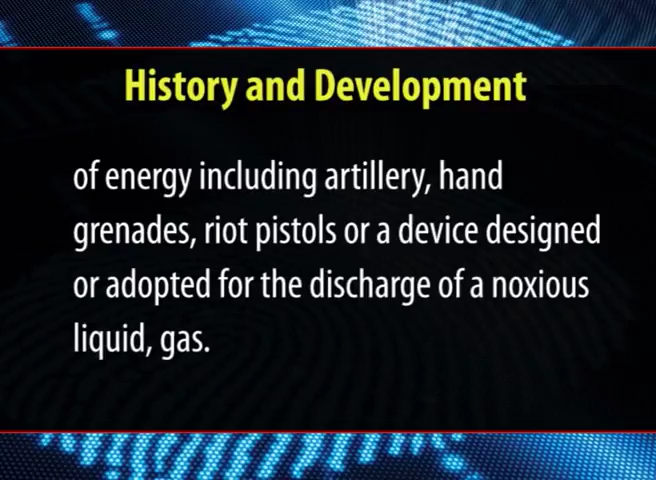 History and Development
of energy including artillery, hand
grenades, riot pistols or a device designed
or adopted for the discharge of a noxious
liquid, gas.